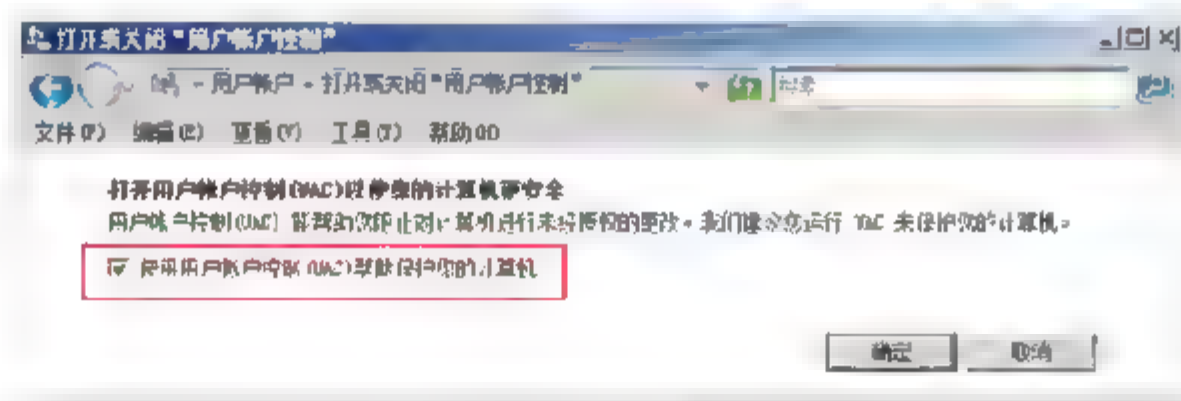 打开或关闭"用户帐户控制"
用户帐户 - 打开或关闭"用户帐户控制"
文件(F) 编辑(E) 查看(V) 工具(T) 帮助(H)
打开用户帐户控制(UAC)以使您的计算机更安全
用户帐户控制(UAC) 能帮助您防止对计算机进行未经授权的更改。我们建议您运行 UAC 来保护您的计算机。
使用用户帐户控制(UAC)帮助保护您的计算机
确定 取消